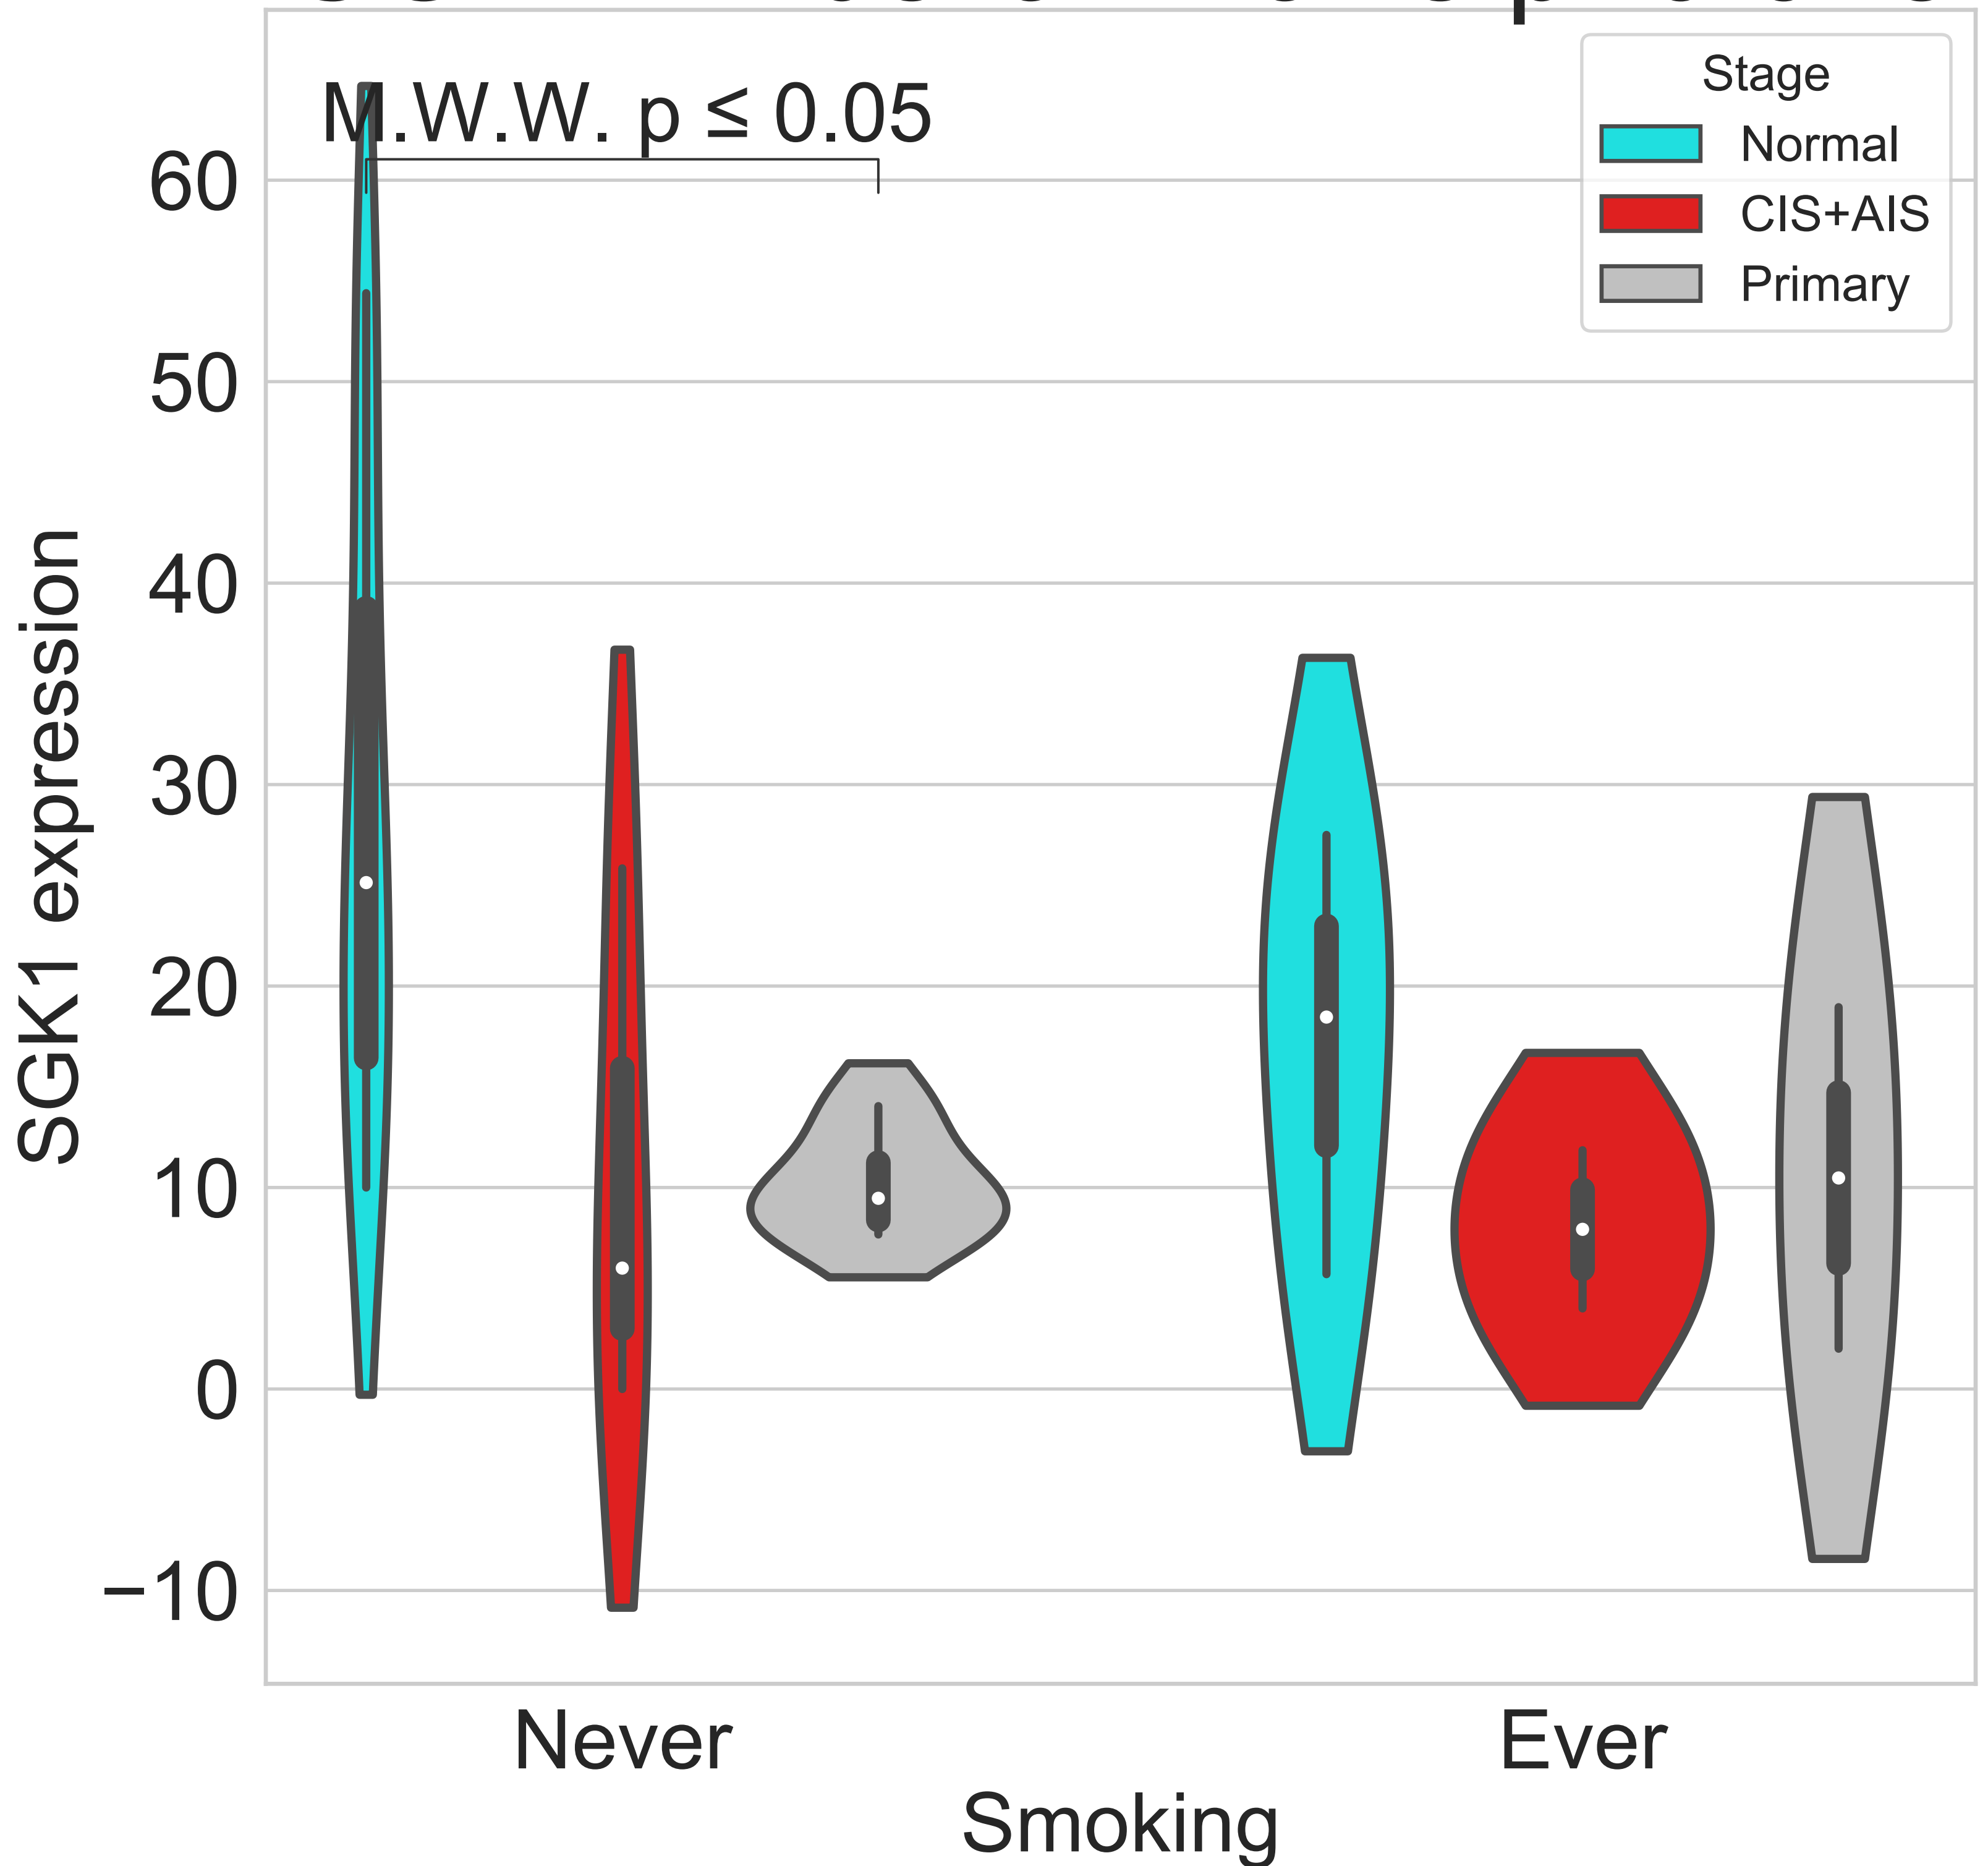 M.W.W. p ≤ 0.05
Stage
Normal
CIS+AIS
Primary
60
50
40
30
20
10
0
−10
SGK1 expression
Never
Ever
Smoking